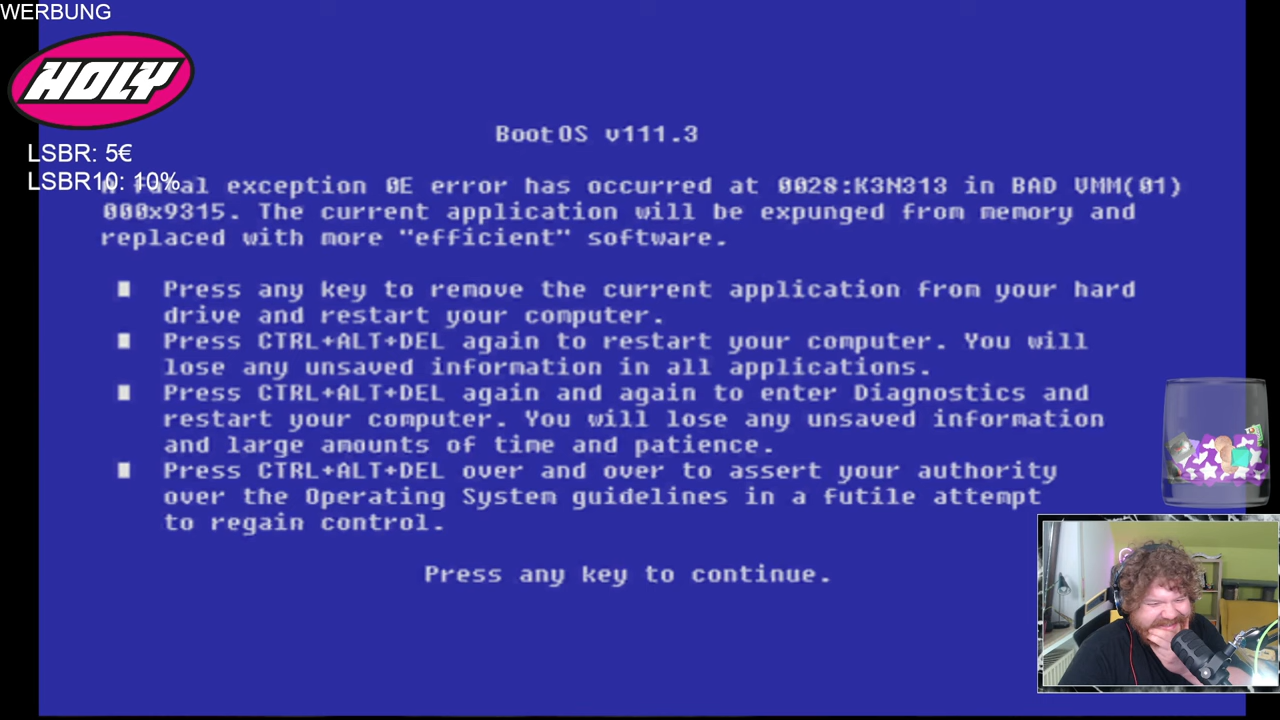 WERBUNG
HOLY
LSBR: 5€
LSBR10: 10%
BootOS v111.3
exception 0E error has occurred at 0028:K3N313 in BAD VMM(01)
000x9315. The current application will be expunged from memory and
replaced with more "efficient" software.
Press any key to remove the current application from your hard
drive and restart your computer.
Press CTRL+ALT+DEL again to restart your computer. You will
lose any unsaved information in all applications.
Press CTRL+ALT+DEL again and again to enter Diagnostics and
restart your computer. You will lose any unsaved information
and large amounts of time and patience.
Press CTRL+ALT+DEL over and over to assert your authority
over the Operating System guidelines in a futile attempt
to regain control.
Press any key to continue.